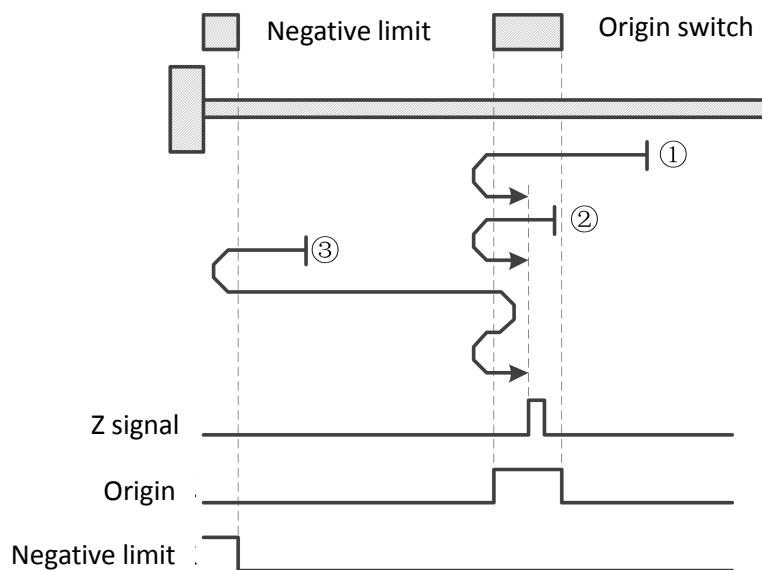 Negative limit
Origin switch
①
②
③
Z signal
Origin
Negative limit